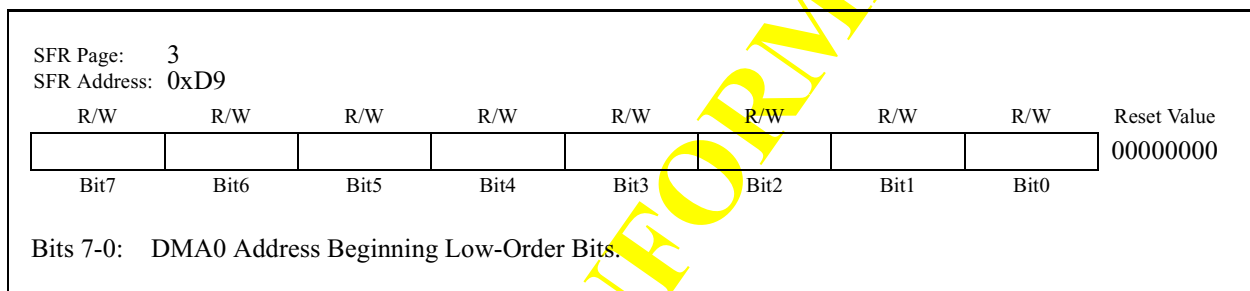 SFR Page: 3
SFR Address: 0xD9
R/W R/W R/W R/W R/W R/W R/W R/W Reset Value
00000000
Bit7 Bit6 Bit5 Bit4 Bit3 Bit2 Bit1 Bit0
Bits 7-0: DMA0 Address Beginning Low-Order Bits.